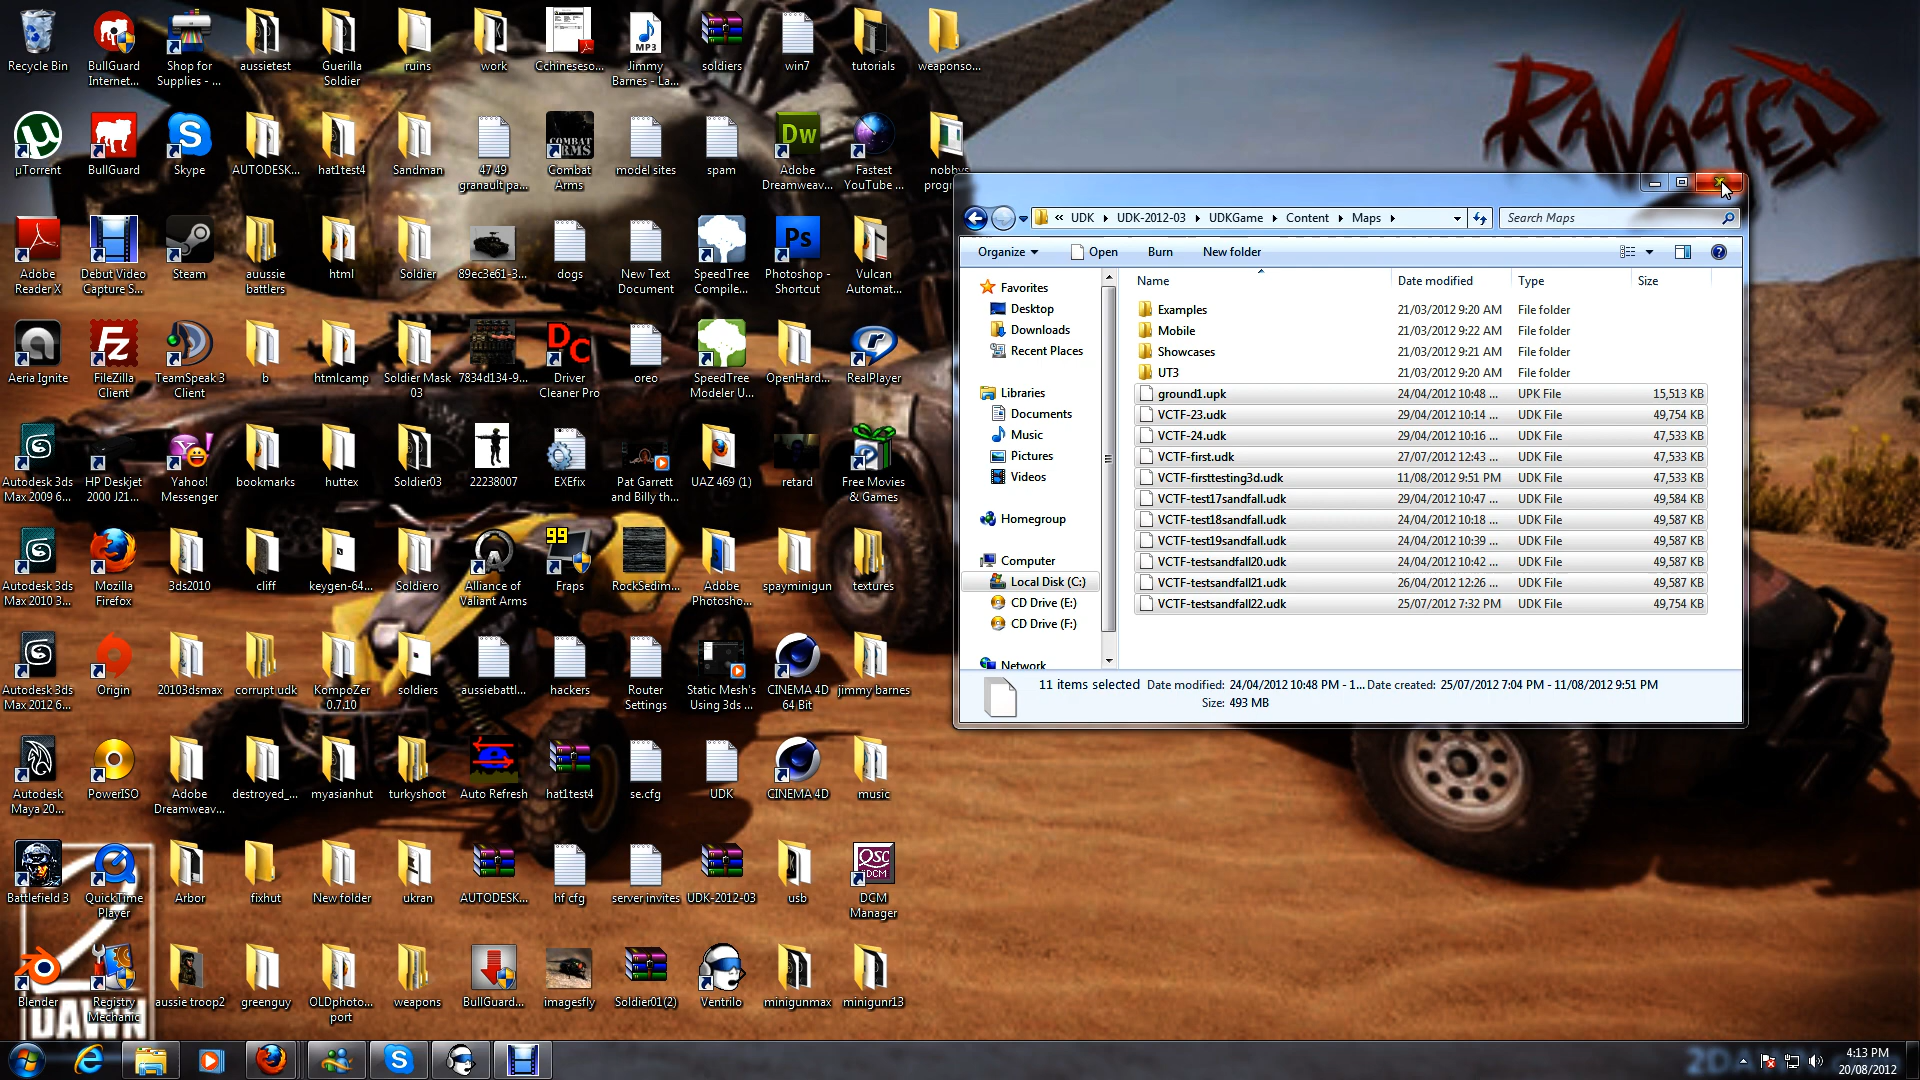 Recycle Bin
BullGuard Internet...
Shop for Supplies - ...
aussietest
Guerilla Soldier
ruins
work
Cchineseso...
MP3
Jimmy Barnes - La...
soldiers
win7
tutorials
weaponso...
RAVAGED
µTorrent
BullGuard
Skype
AUTODESK...
hat1test4
Sandman
47 49 granault pa...
COMBAT ARMS
Combat Arms
model sites
spam
Dw
Adobe Dreamweav...
Fastest YouTube ...
nobbys
Adobe Reader X
Debut Video Capture S...
Steam
auussie battlers
html
Soldier
89ec3e61-3...
dogs
New Text Document
SpeedTree Compile...
Ps
Photoshop - Shortcut
Vulcan Automat...
Aeria Ignite
Fz
FileZilla Client
TeamSpeak 3 Client
b
htmlcamp
Soldier Mask 03
7834d134-9...
DC
Driver Cleaner Pro
oreo
SpeedTree Modeler U...
OpenHard...
RealPlayer
Autodesk 3ds Max 2009 6...
HP Deskjet 2000 J21...
Yahoo! Messenger
bookmarks
huttex
Soldier03
22238007
EXEfix
Pat Garrett and Billy th...
UAZ 469 (1)
retard
Free Movies & Games
Autodesk 3ds Max 2010 3...
Mozilla Firefox
3ds2010
cliff
keygen-64...
Soldiero
Alliance of Valiant Arms
99
Fraps
RockSedim...
Adobe Photosho...
spayminigun
textures
Autodesk 3ds Max 2012 6...
Origin
20103dsmax
corrupt udk
KompoZer 0.7.10
soldiers
aussiebattl...
hackers
Router Settings
Static Mesh's Using 3ds ...
CINEMA 4D 64 Bit
jimmy barnes
Autodesk Maya 20...
PowerISO
Adobe Dreamweav...
destroyed_...
myasianhut
turkyshoot
Auto Refresh
hat1test4
se.cfg
UDK
CINEMA 4D
music
Battlefield 3
QuickTime Player
Arbor
fixhut
New folder
ukran
AUTODESK...
hf cfg
server invites
UDK-2012-03
usb
QSC DCM
DCM Manager
Blender
Registry Mechanic
aussie troop2
greenguy
OLDphoto... port
weapons
BullGuard...
imagesfly
Soldier01(2)
Ventrilo
minigunmax
minigunr13
DAWN
« UDK UDK-2012-03 UDKGame Content Maps
Search Maps
Organize Open Burn New folder
Favorites
Desktop
Downloads
Recent Places
Libraries
Documents
Music
Pictures
Videos
Homegroup
Computer
Local Disk (C:)
CD Drive (E:)
CD Drive (F:)
Network
Name Date modified Type Size
Examples 21/03/2012 9:20 AM File folder
Mobile 21/03/2012 9:22 AM File folder
Showcases 21/03/2012 9:21 AM File folder
UT3 21/03/2012 9:20 AM File folder
ground1.upk 24/04/2012 10:48 ... UPK File 15,513 KB
VCTF-23.udk 29/04/2012 10:14 ... UDK File 49,754 KB
VCTF-24.udk 29/04/2012 10:16 ... UDK File 47,533 KB
VCTF-first.udk 27/07/2012 12:43 ... UDK File 47,533 KB
VCTF-firsttesting3d.udk 11/08/2012 9:51 PM UDK File 47,533 KB
VCTF-test17sandfall.udk 29/04/2012 10:47 ... UDK File 49,584 KB
VCTF-test18sandfall.udk 24/04/2012 10:18 ... UDK File 49,587 KB
VCTF-test19sandfall.udk 24/04/2012 10:39 ... UDK File 49,587 KB
VCTF-testsandfall20.udk 24/04/2012 10:42 ... UDK File 49,587 KB
VCTF-testsandfall21.udk 26/04/2012 12:26 ... UDK File 49,587 KB
VCTF-testsandfall22.udk 25/07/2012 7:32 PM UDK File 49,754 KB
11 items selected Date modified: 24/04/2012 10:48 PM - 1... Date created: 25/07/2012 7:04 PM - 11/08/2012 9:51 PM
Size: 493 MB
4:13 PM
20/08/2012